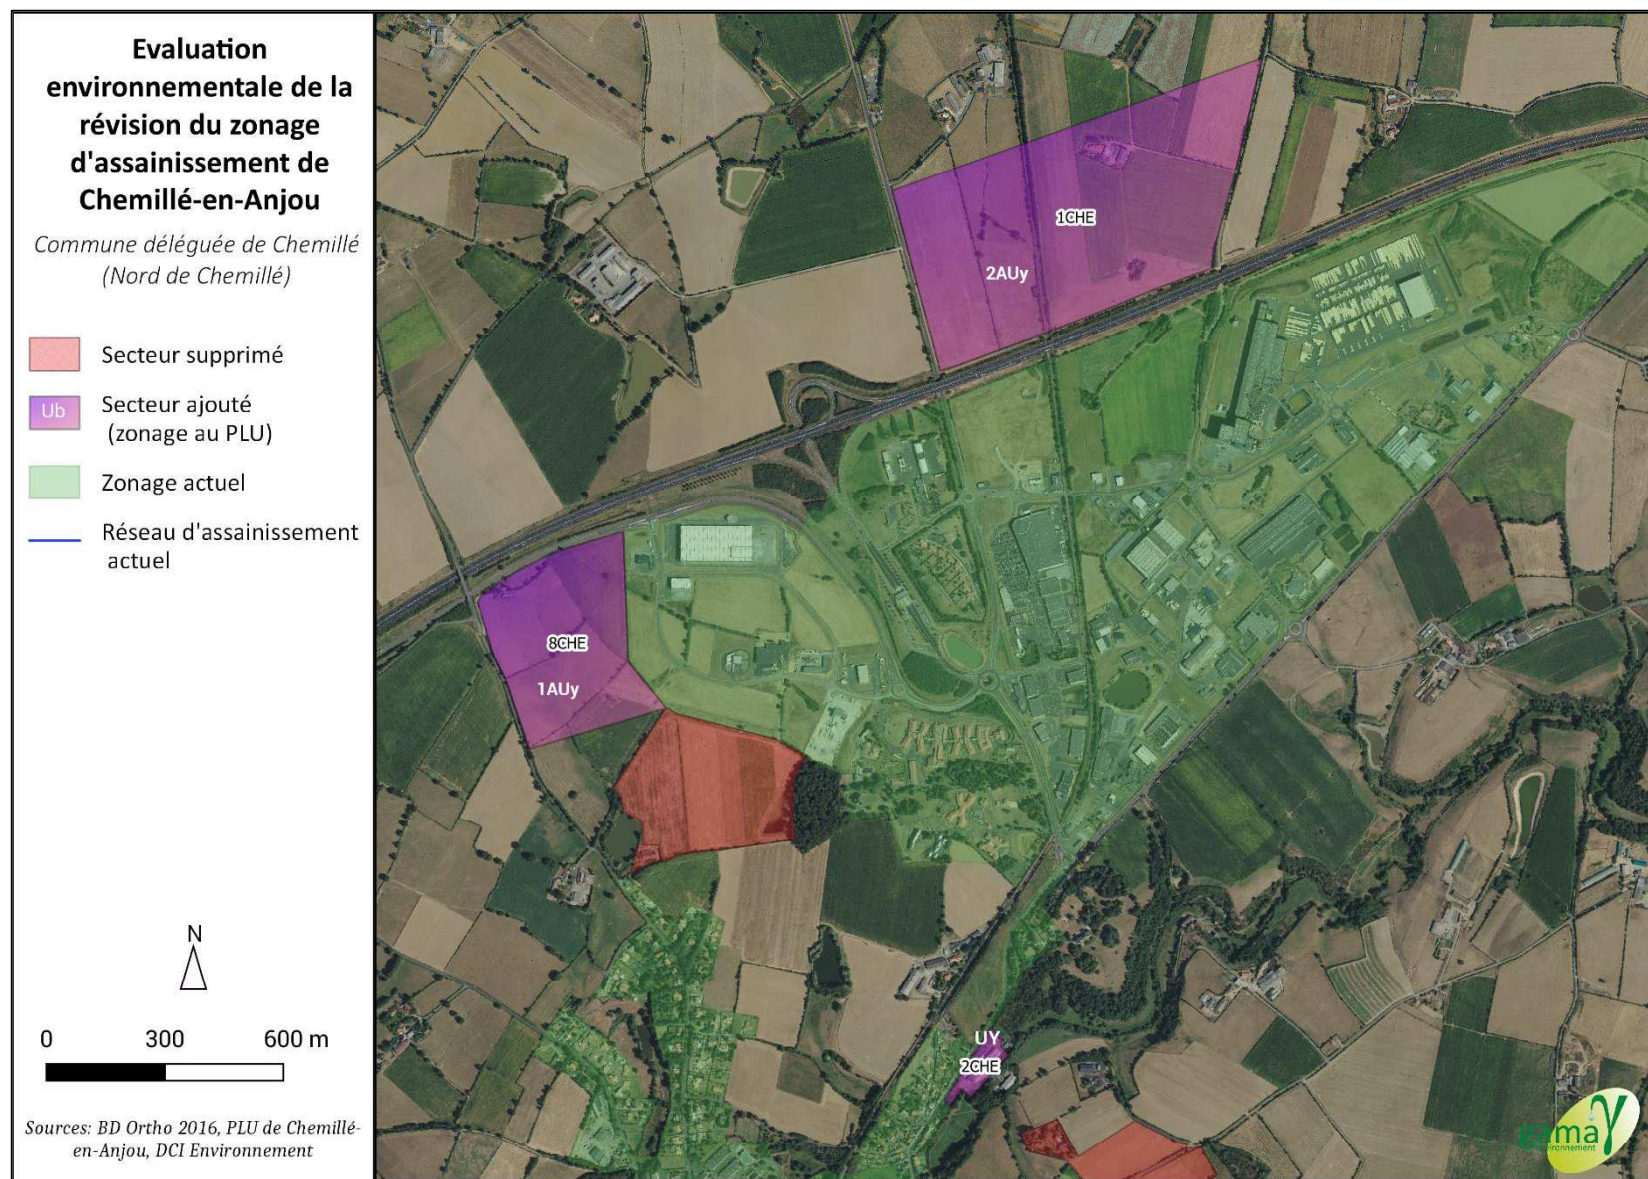 Evaluation
environnementale de la
révision du zonage
d'assainissement de
Chemillé-en-Anjou
Commune déléguée de Chemillé
(Nord de Chemillé)
Secteur supprimé
Ub
Secteur ajouté
(zonage au PLU)
Zonage actuel
Réseau d'assainissement
actuel
N
0 300 600 m
Sources: BD Ortho 2016, PLU de Chemillé-
en-Anjou, DCI Environnement
1CHE
2AUy
8CHE
1AUy
UY
2CHE
gama
environnement